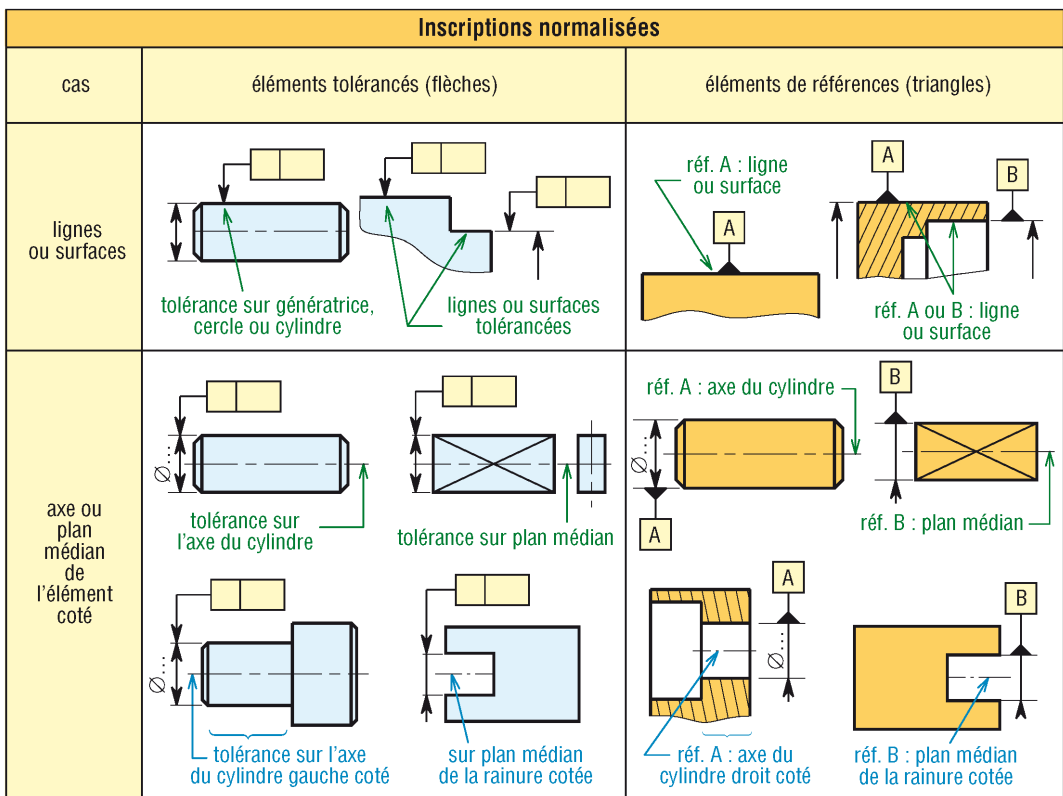 Inscriptions normalisées
cas
éléments tolérancés (flèches)
éléments de références (triangles)
lignes
ou surfaces
tolérance sur génératrice,
cercle ou cylindre
lignes ou surfaces
tolérancées
réf. A : ligne
ou surface
A
A
B
réf. A ou B : ligne
ou surface
axe ou
plan
médian
de
l'élément
coté
Ø...
tolérance sur
l'axe du cylindre
tolérance sur plan médian
Ø...
tolérance sur l'axe
du cylindre gauche coté
sur plan médian
de la rainure cotée
réf. A : axe du cylindre
Ø...
A
B
réf. B : plan médian
A
Ø...
réf. A : axe du
cylindre droit coté
B
réf. B : plan médian
de la rainure cotée